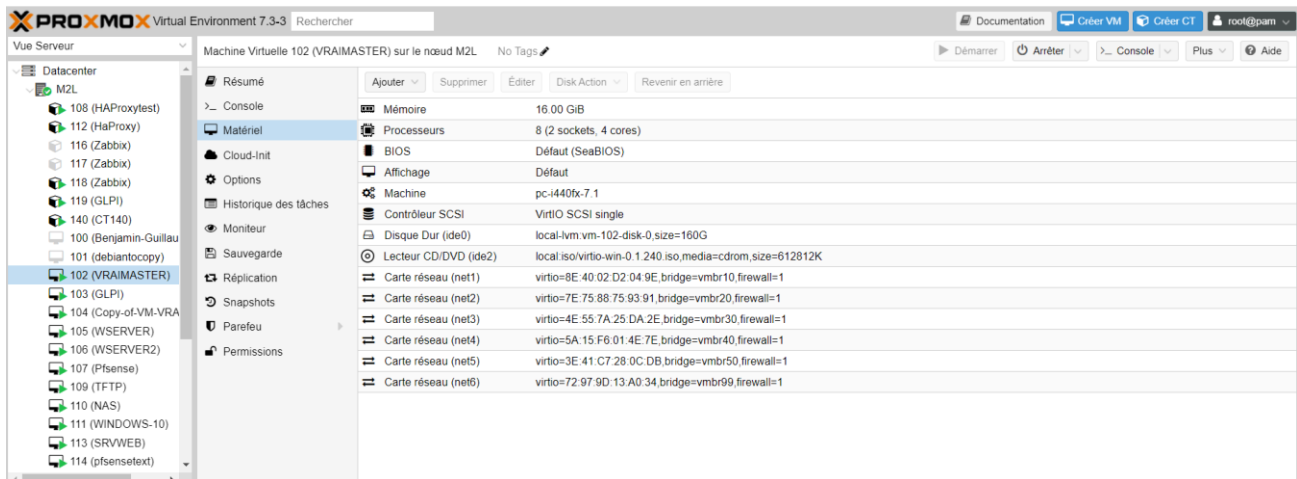 PROXMOX Virtual Environment 7.3-3 Rechercher Documentation Créer VM Créer CT root@pam
Vue Serveur
Machine Virtuelle 102 (VRAIMASTER) sur le nœud M2L No Tags Démarrer Arrêter >_ Console Plus Aide
Datacenter
M2L
108 (HAProxytest)
112 (HaProxy)
116 (Zabbix)
117 (Zabbix)
118 (Zabbix)
119 (GLPI)
140 (CT140)
100 (Benjamin-Guillau
101 (debiantocopy)
102 (VRAIMASTER)
103 (GLPI)
104 (Copy-of-VM-VRA
105 (WSERVER)
106 (WSERVER2)
107 (Pfsense)
109 (TFTP)
110 (NAS)
111 (WINDOWS-10)
113 (SRVWEB)
114 (pfsensetext)
Résumé
>_ Console
Matériel
Cloud-Init
Options
Historique des tâches
Moniteur
Sauvegarde
Réplication
Snapshots
Parefeu
Permissions
Ajouter Supprimer Éditer Disk Action Revenir en arrière
Mémoire 16.00 GiB
Processeurs 8 (2 sockets, 4 cores)
BIOS Défaut (SeaBIOS)
Affichage Défaut
Machine pc-i440fx-7.1
Contrôleur SCSI VirtIO SCSI single
Disque Dur (ide0) local-lvm:vm-102-disk-0,size=160G
Lecteur CD/DVD (ide2) local:iso/virtio-win-0.1.240.iso,media=cdrom,size=612812K
Carte réseau (net1) virtio=8E:40:02:D2:04:9E,bridge=vmbr10,firewall=1
Carte réseau (net2) virtio=7E:75:88:75:93:91,bridge=vmbr20,firewall=1
Carte réseau (net3) virtio=4E:55:7A:25:DA:2E,bridge=vmbr30,firewall=1
Carte réseau (net4) virtio=5A:15:F6:01:4E:7E,bridge=vmbr40,firewall=1
Carte réseau (net5) virtio=3E:41:C7:28:0C:DB,bridge=vmbr50,firewall=1
Carte réseau (net6) virtio=72:97:9D:13:A0:34,bridge=vmbr99,firewall=1